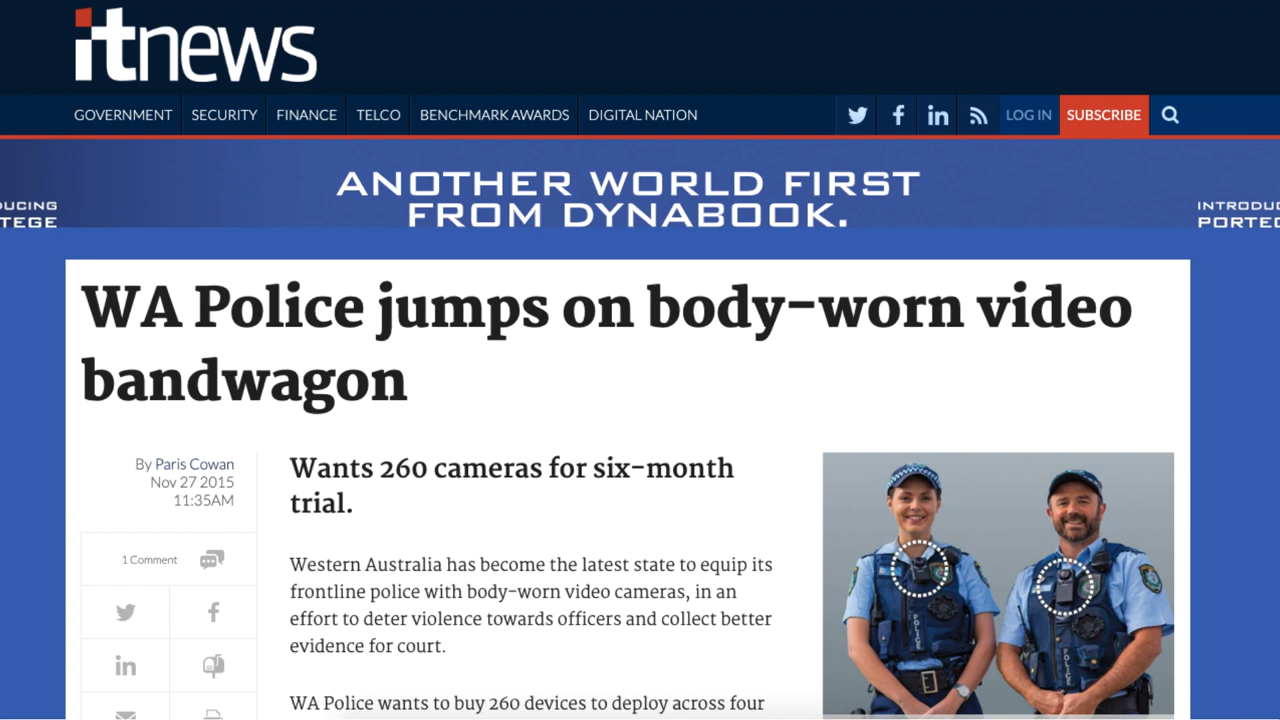 itnews
GOVERNMENT
SECURITY
FINANCE
TELCO
BENCHMARK AWARDS
DIGITAL NATION
LOG IN
SUBSCRIBE
ANOTHER WORLD FIRST
FROM DYNABOOK.
DUCING
TEGE
INTRODUC
PORTEG
WA Police jumps on body-worn video
bandwagon
By Paris Cowan
Nov 27 2015
11:35AM
1 Comment
Wants 260 cameras for six-month
trial.
Western Australia has become the latest state to equip its
frontline police with body-worn video cameras, in an
effort to deter violence towards officers and collect better
evidence for court.
WA Police wants to buy 260 devices to deploy across four
POLICE
POLICE